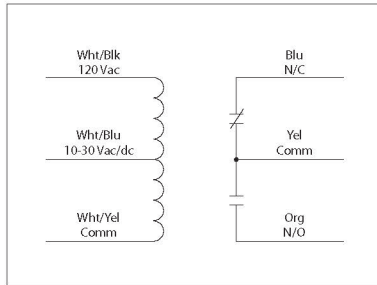 Wht/Blk
120 Vac
Wht/Blu
10-30 Vac/dc
Wht/Yel
Comm
Blu
N/C
Yel
Comm
Org
N/O